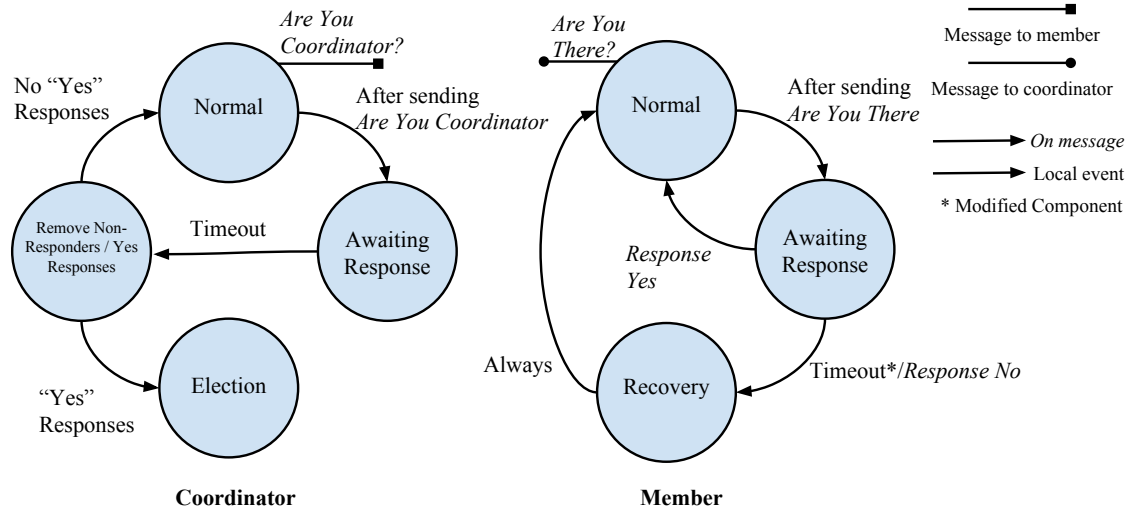 Are You
Coordinator?
No “Yes”
Responses
Normal
After sending
Are You Coordinator
Remove Non-
Responders / Yes
Responses
Timeout
Awaiting
Response
“Yes”
Responses
Election
Coordinator
Are You
There?
Normal
After sending
Are You There
Awaiting
Response
Response
Yes
Always
Recovery
Timeout*/Response No
Member
Message to member
Message to coordinator
On message
Local event
* Modified Component